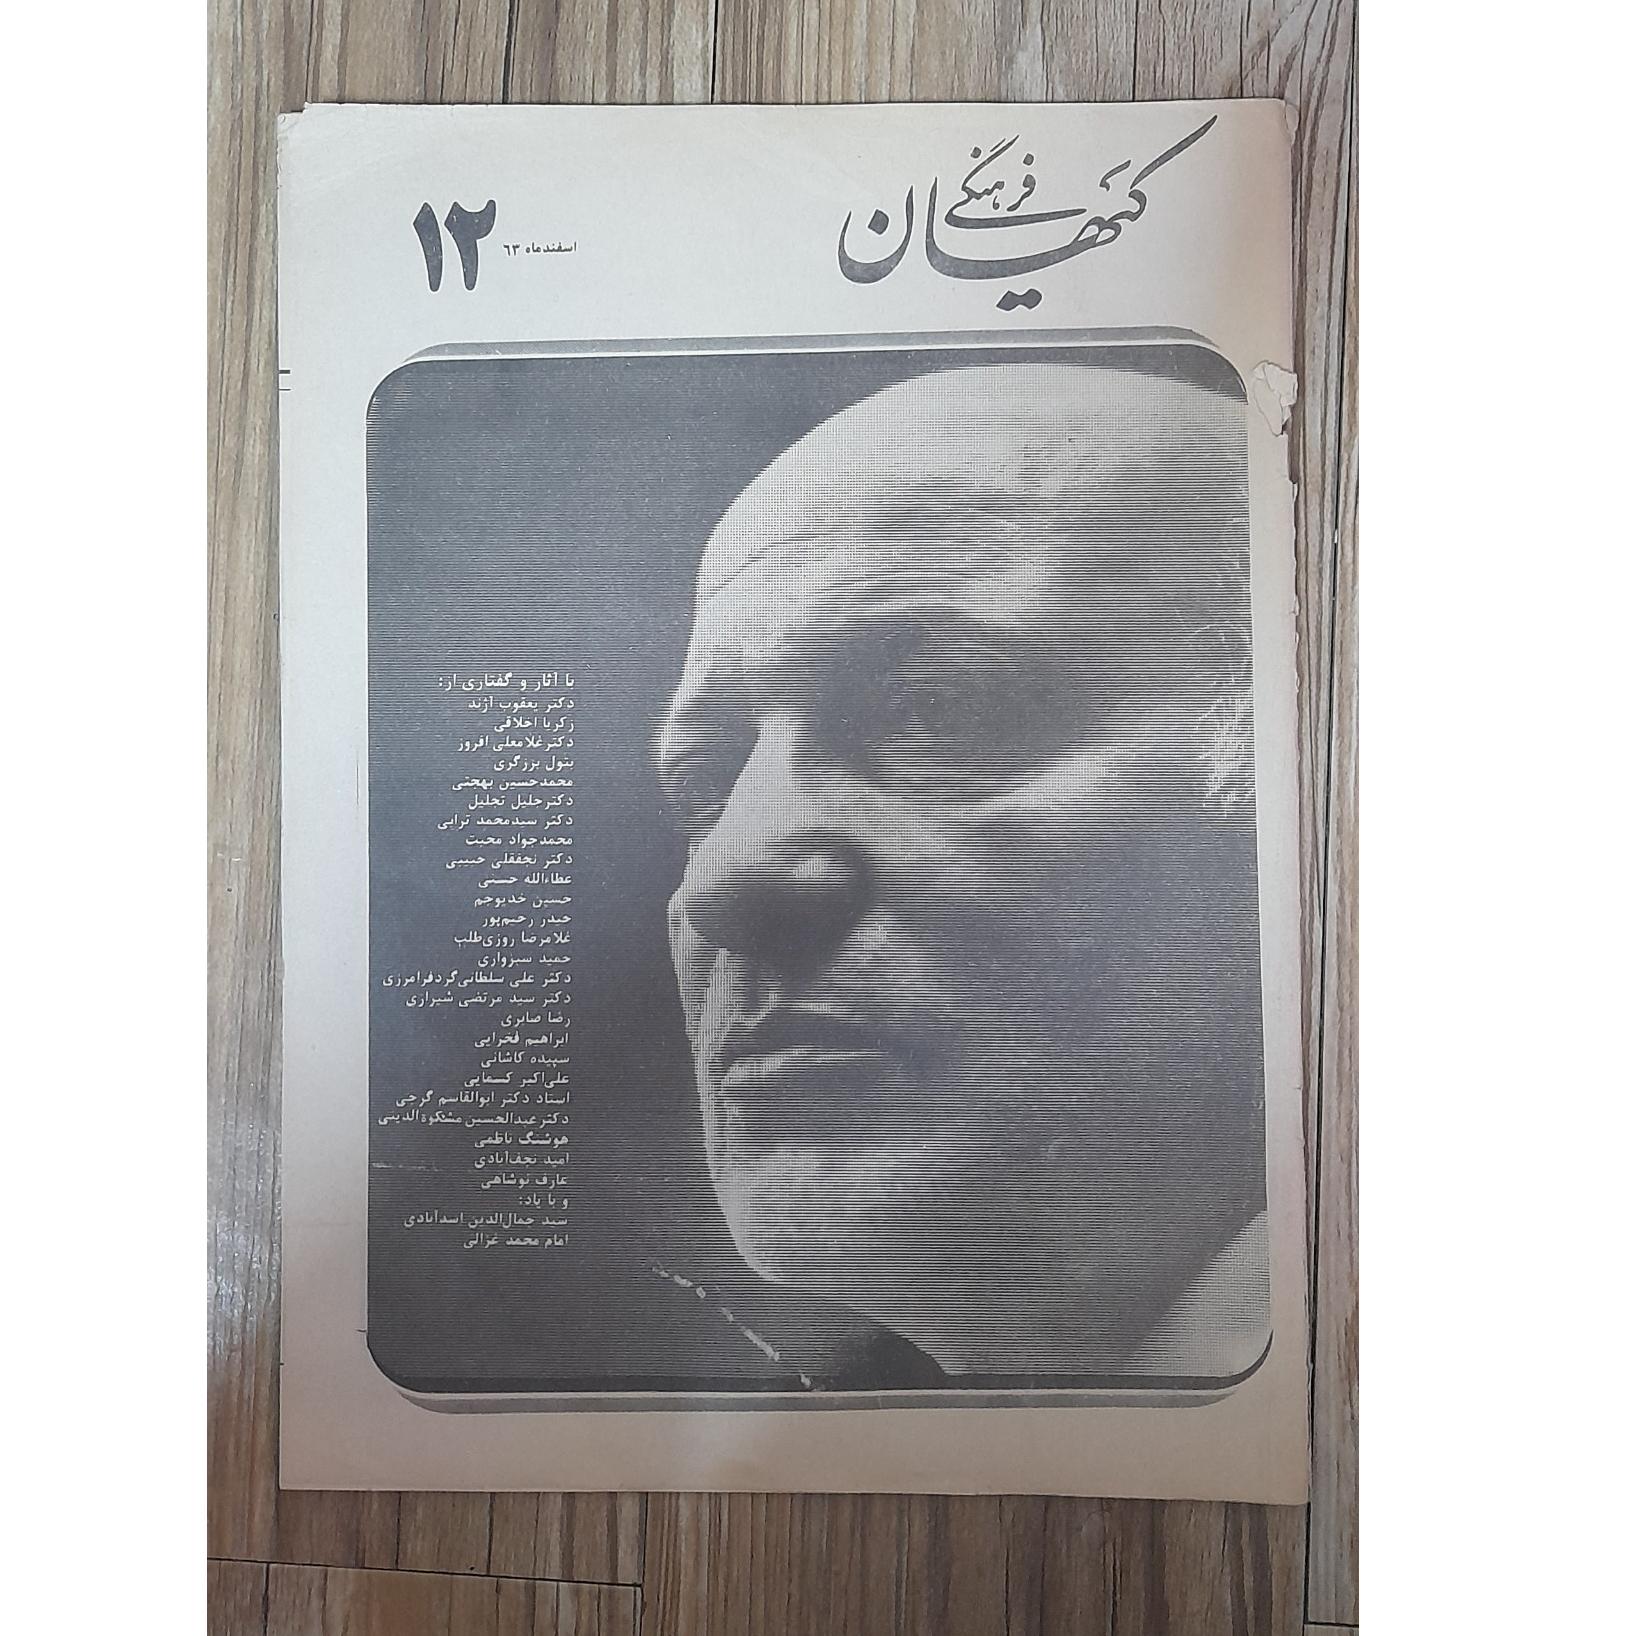 کیهان فرهنگی
اسفندماه ۶۳
۱۲
با آثار و گفتاری از:
دکتر یعقوب آژند
زکریا اخلاقی
دکتر غلامعلی افروز
بتول بزرگری
محمدحسین بهجتی
دکتر جلیل تجلیل
دکتر سیدمحمد ترابی
محمدجواد محبت
دکتر نجفقلی حبیبی
عطاءالله حسنی
حسین خدیوجم
حیدر رحیم‌پور
غلامرضا روزی‌طلب
حمید سبزواری
دکتر علی سلطانی‌گردفرامرزی
دکتر سید مرتضی شیرازی
رضا صابری
ابراهیم فخرایی
سپیده کاشانی
علی‌اکبر کسمایی
استاد دکتر ابوالقاسم گرجی
دکتر عبدالحسین مشکوةالدینی
هوشنگ ناظمی
امید نجف‌آبادی
عارف نوشاهی
و با یاد:
سید جمال‌الدین اسدآبادی
امام محمد غزالی